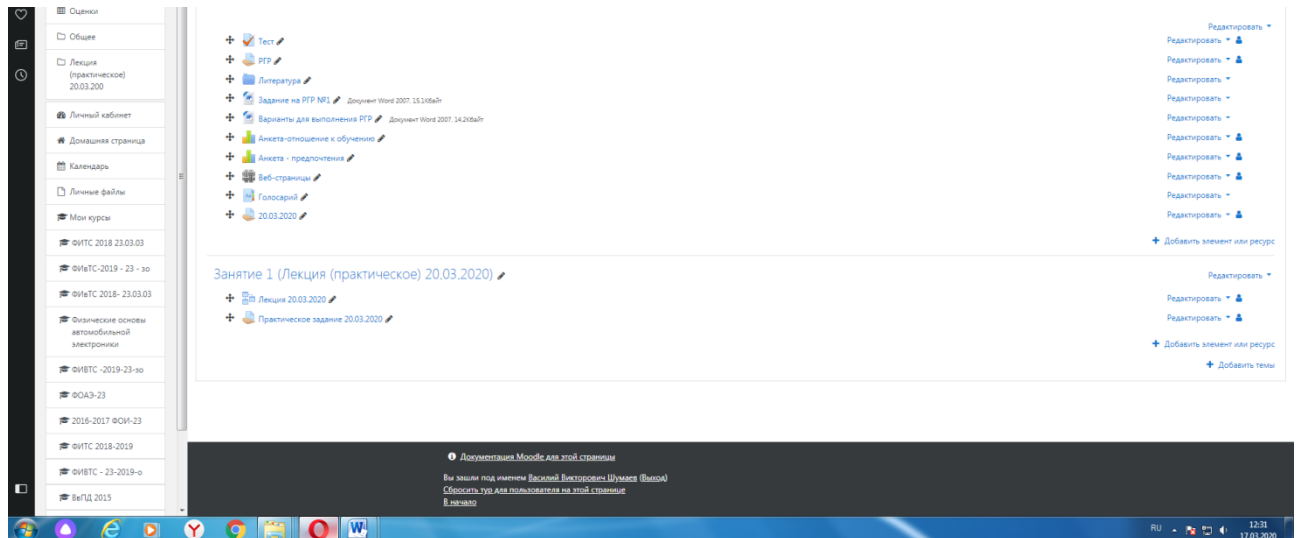 Оценки
Общее
Лекция
(практическое)
20.03.200
Личный кабинет
Домашняя страница
Календарь
Личные файлы
Мои курсы
ФИТС 2018 23.03.03
ФИвТС-2019 - 23 - зо
ФИвТС 2018- 23.03.03
Физические основы
автомобильной
электроники
ФИВТС -2019-23-зо
ФОАЭ-23
2016-2017 ФОИ-23
ФИТС 2018-2019
ФИВТС - 23-2019-о
ВвПД 2015
Редактировать
Тест Редактировать
РГР Редактировать
Литература Редактировать
Задание на РГР №1 Документ Word 2007, 15.1Кбайт Редактировать
Варианты для выполнения РГР Документ Word 2007, 14.2Кбайт Редактировать
Анкета-отношение к обучению Редактировать
Анкета - предпочтения Редактировать
Веб-страницы Редактировать
Голосарий Редактировать
20.03.2020 Редактировать
Добавить элемент или ресурс
Занятие 1 (Лекция (практическое) 20.03.2020) Редактировать
Лекция 20.03.2020 Редактировать
Практическое задание 20.03.2020 Редактировать
Добавить элемент или ресурс
Добавить темы
Документация Moodle для этой страницы
Вы зашли под именем Василий Викторович Шумаев (Выход)
Сбросить тур для пользователя на этой странице
В начало
RU 12:31
17.03.2020